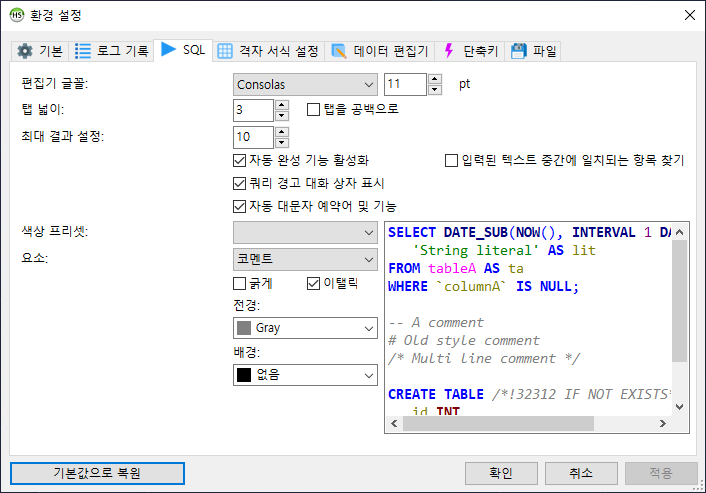 HS 환경 설정
기본 로그 기록 SQL 격자 서식 설정 데이터 편집기 단축키 파일
편집기 글꼴: Consolas 11 pt
탭 넓이: 3 탭을 공백으로
최대 결과 설정: 10
자동 완성 기능 활성화 입력된 텍스트 중간에 일치되는 항목 찾기
쿼리 경고 대화 상자 표시
자동 대문자 예약어 및 기능
색상 프리셋:
요소: 코멘트
굵게 이탤릭
전경:
Gray
배경:
없음
SELECT DATE_SUB(NOW(), INTERVAL 1 DA
'String literal' AS lit
FROM tableA AS ta
WHERE `columnA` IS NULL;
-- A comment
# Old style comment
/* Multi line comment */
CREATE TABLE /*!32312 IF NOT EXISTS*
id INT
기본값으로 복원 확인 취소 적용